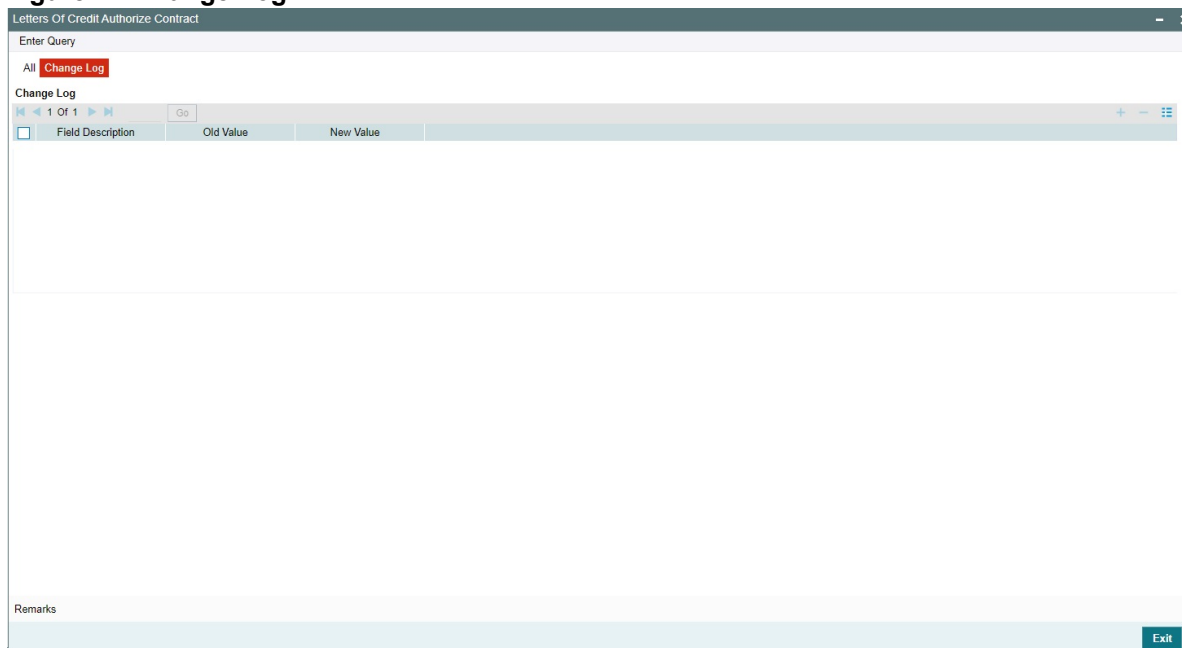 Letters Of Credit Authorize Contract
Enter Query
All Change Log
Change Log
1 Of 1 Go
Field Description Old Value New Value
Remarks
Exit